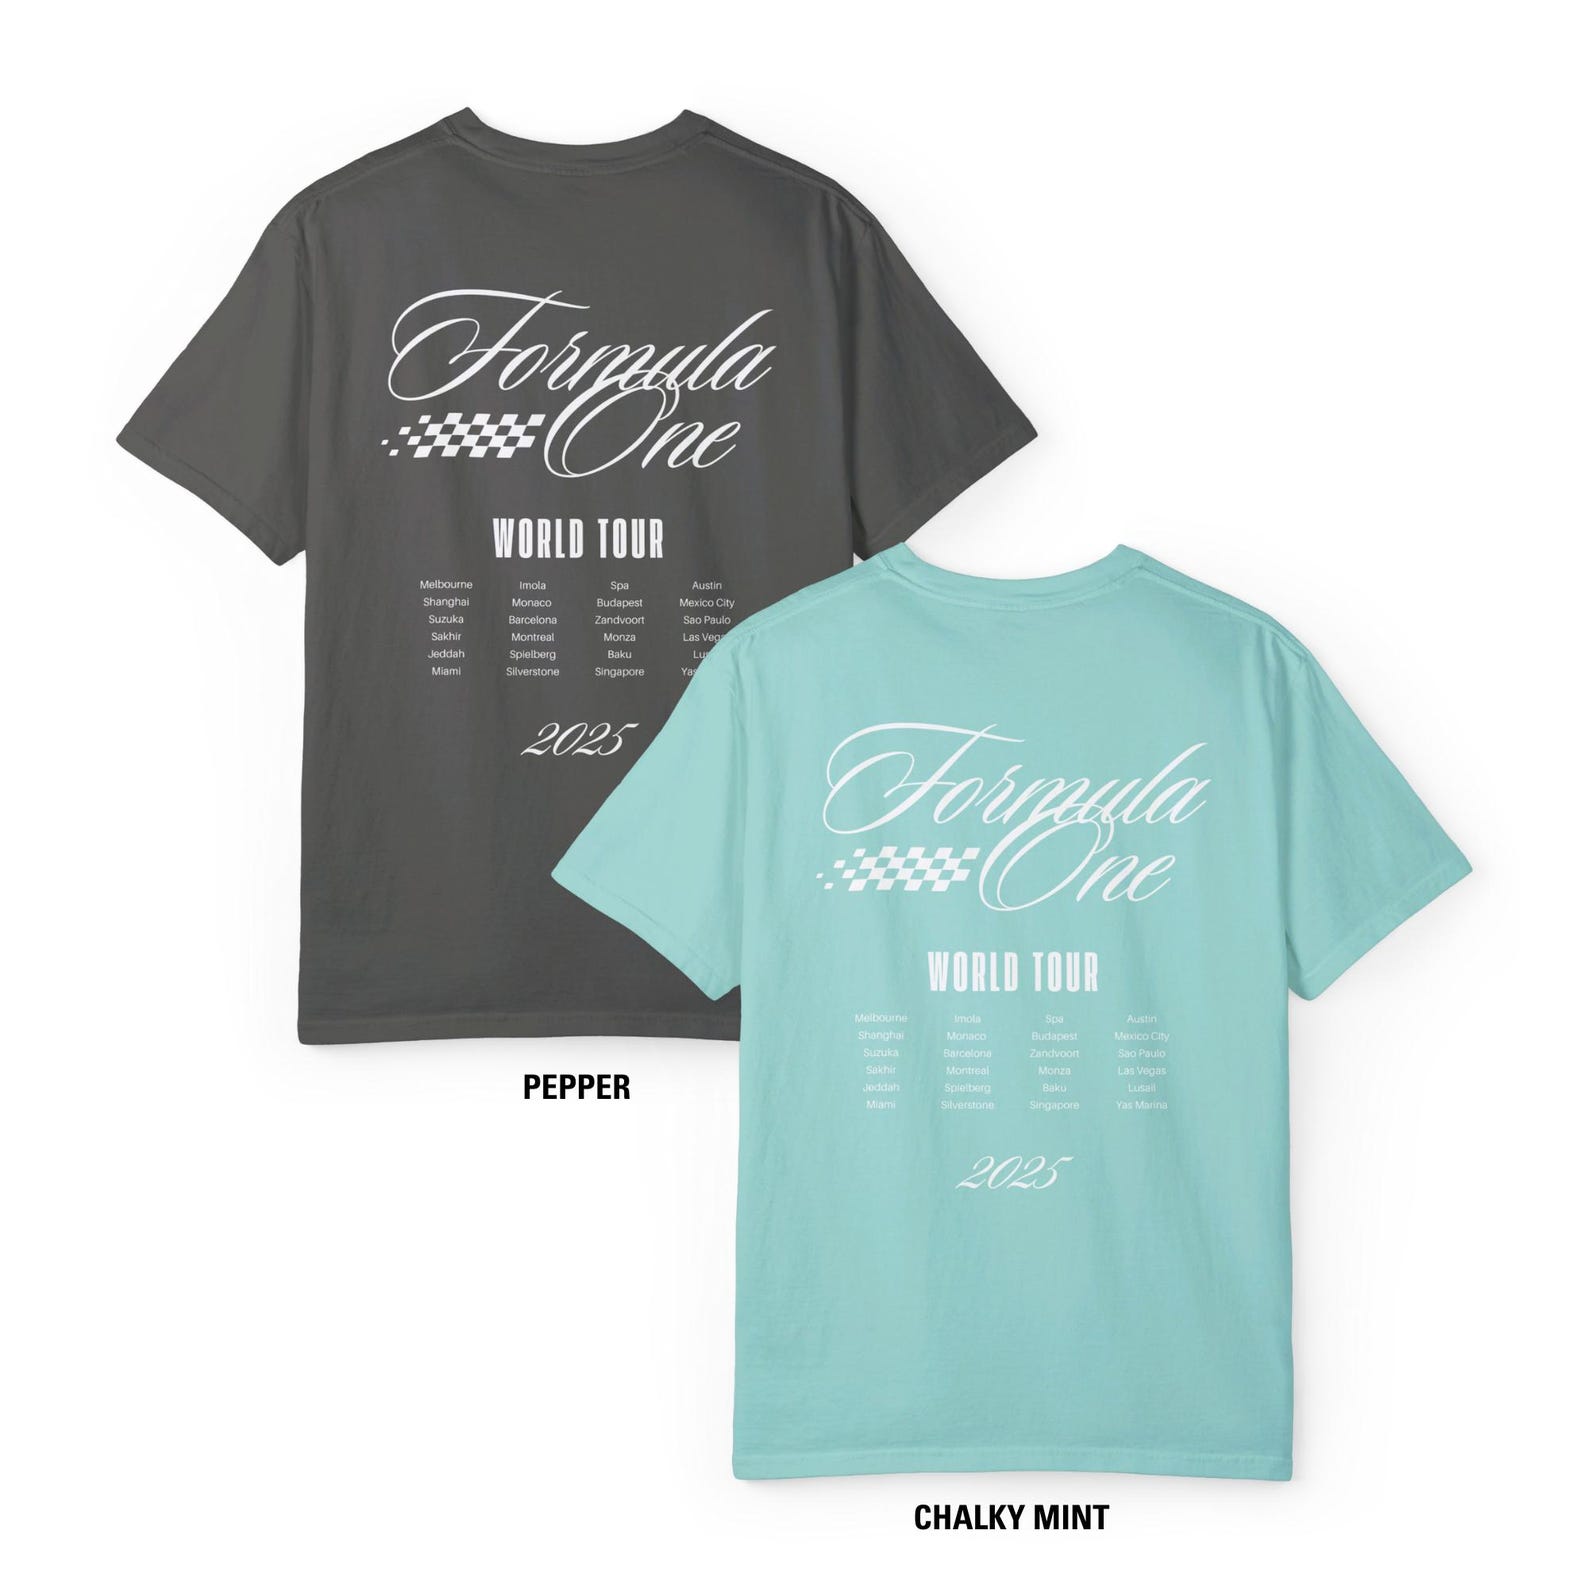 Formula
One
WORLD TOUR
Melbourne Imola Spa Austin
Shanghai Monaco Budapest Mexico City
Suzuka Barcelona Zandvoort Sao Paulo
Sakhir Montreal Monza Las Vega
Jeddah Spielberg Baku Lu
Miami Silverstone Singapore Yas
2025
PEPPER
Formula
One
WORLD TOUR
Melbourne Imola Spa Austin
Shanghai Monaco Budapest Mexico City
Suzuka Barcelona Zandvoort Sao Paulo
Sakhir Montreal Monza Las Vegas
Jeddah Spielberg Baku Lusail
Miami Silverstone Singapore Yas Marina
2025
CHALKY MINT